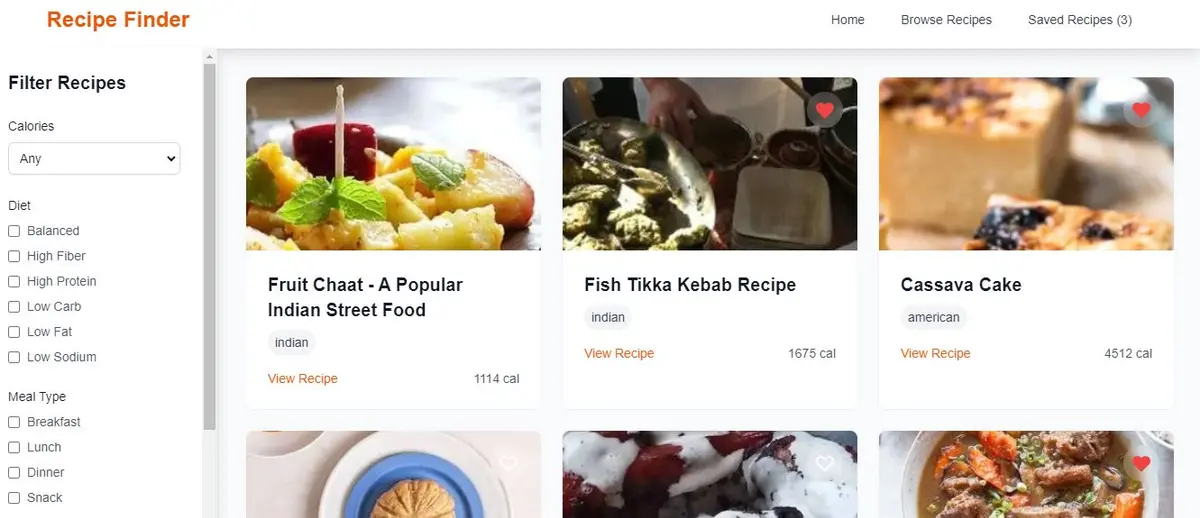 Recipe Finder
Home
Browse Recipes
Saved Recipes (3)
Filter Recipes
Calories
Any
Diet
Balanced
High Fiber
High Protein
Low Carb
Low Fat
Low Sodium
Meal Type
Breakfast
Lunch
Dinner
Snack
Fruit Chaat - A Popular
Indian Street Food
indian
View Recipe
1114 cal
Fish Tikka Kebab Recipe
indian
View Recipe
1675 cal
Cassava Cake
american
View Recipe
4512 cal